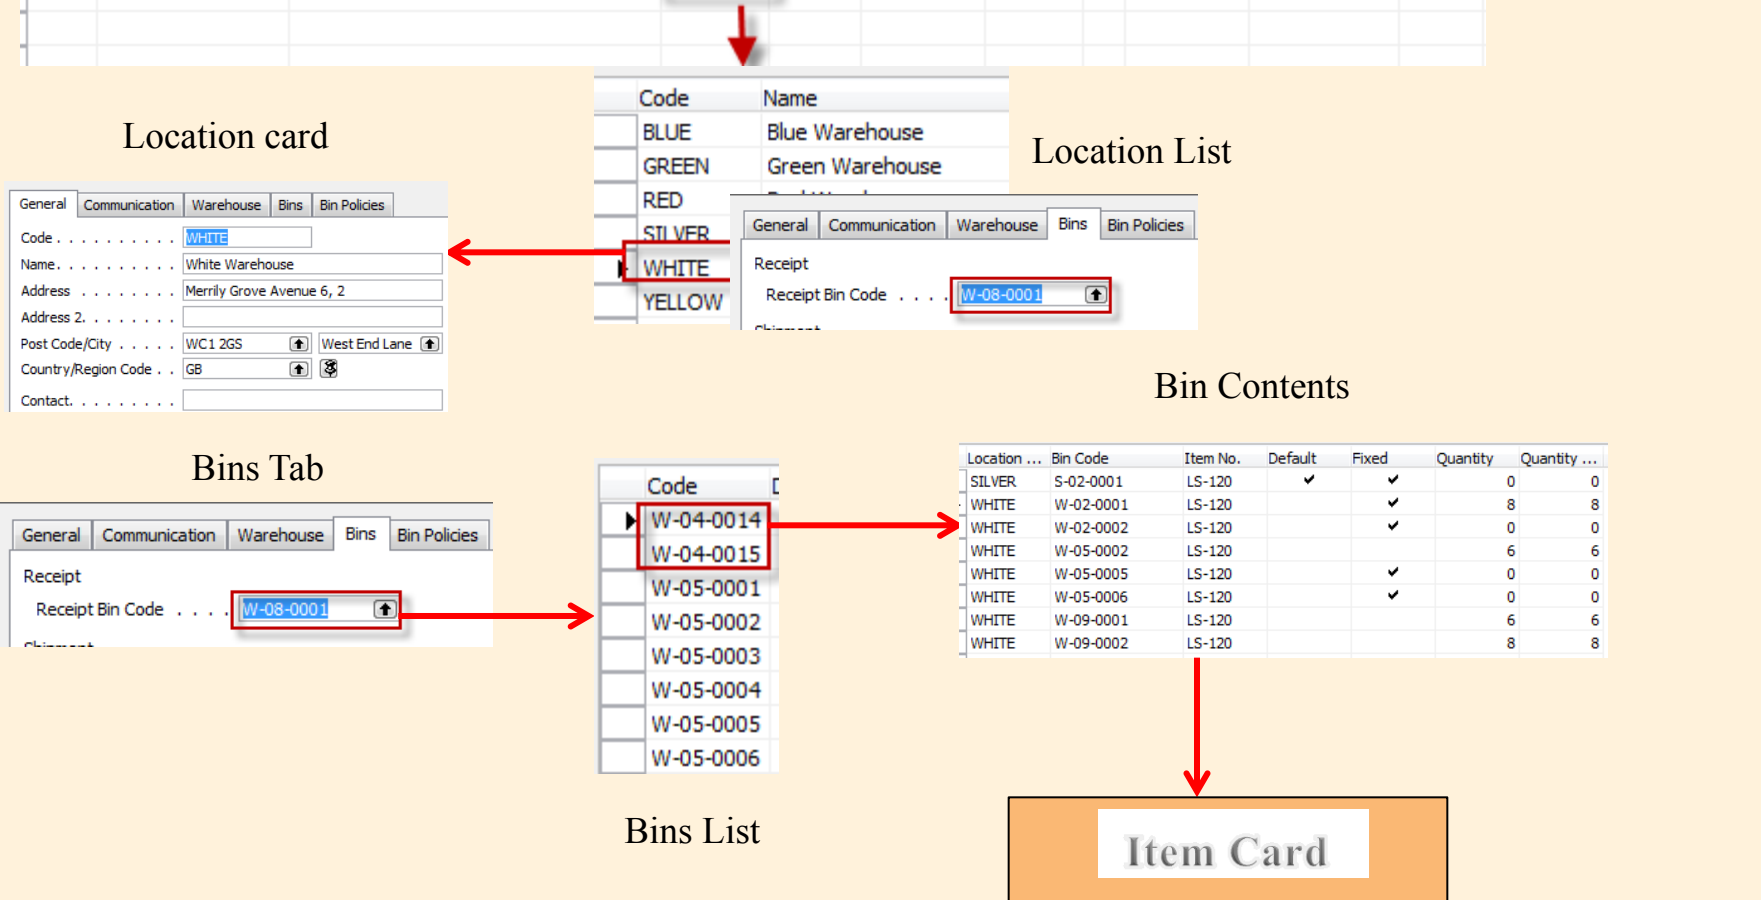 Code Name
BLUE Blue Warehouse
GREEN Green Warehouse
RED
SILVER
WHITE
YELLOW
Location card
Location List
General Communication Warehouse Bins Bin Policies
Code . . . . . . . . . . WHITE
Name. . . . . . . . . . White Warehouse
Address . . . . . . . . Merrily Grove Avenue 6, 2
Address 2. . . . . . . .
Post Code/City . . . . . WC1 2GS West End Lane
Country/Region Code . . GB
Contact. . . . . . . . .
General Communication Warehouse Bins Bin Policies
Receipt
Receipt Bin Code . . . . W-08-0001
Bin Contents
Bins Tab
General Communication Warehouse Bins Bin Policies
Receipt
Receipt Bin Code . . . . W-08-0001
Code
W-04-0014
W-04-0015
W-05-0001
W-05-0002
W-05-0003
W-05-0004
W-05-0005
W-05-0006
Bins List
Location ... Bin Code Item No. Default Fixed Quantity Quantity ...
SILVER S-02-0001 LS-120 ✔ ✔ 0 0
WHITE W-02-0001 LS-120 ✔ 8 8
WHITE W-02-0002 LS-120 ✔ 0 0
WHITE W-05-0002 LS-120 6 6
WHITE W-05-0005 LS-120 ✔ 0 0
WHITE W-05-0006 LS-120 ✔ 0 0
WHITE W-09-0001 LS-120 6 6
WHITE W-09-0002 LS-120 8 8
Item Card